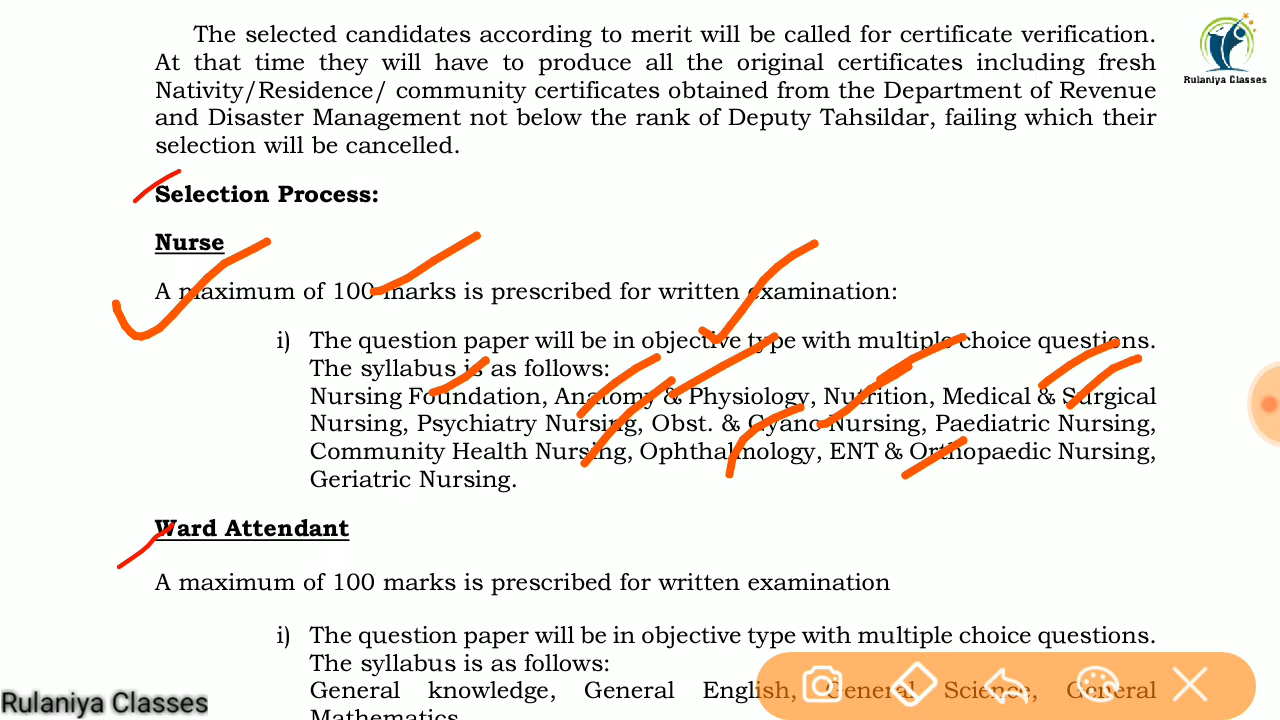 The selected candidates according to merit will be called for certificate verification.
At that time they will have to produce all the original certificates including fresh
Nativity/Residence/ community certificates obtained from the Department of Revenue
and Disaster Management not below the rank of Deputy Tahsildar, failing which their
selection will be cancelled.
Rulaniya Classes
Selection Process:
Nurse
A maximum of 100 marks is prescribed for written examination:
i) The question paper will be in objective type with multiple choice questions.
The syllabus is as follows:
Nursing Foundation, Anatomy & Physiology, Nutrition, Medical & Surgical
Nursing, Psychiatry Nursing, Obst. & Gyano Nursing, Paediatric Nursing,
Community Health Nursing, Ophthalmology, ENT & Orthopaedic Nursing,
Geriatric Nursing.
Ward Attendant
A maximum of 100 marks is prescribed for written examination
i) The question paper will be in objective type with multiple choice questions.
The syllabus is as follows:
General knowledge, General English, General Science, General
Mathematics
Rulaniya Classes